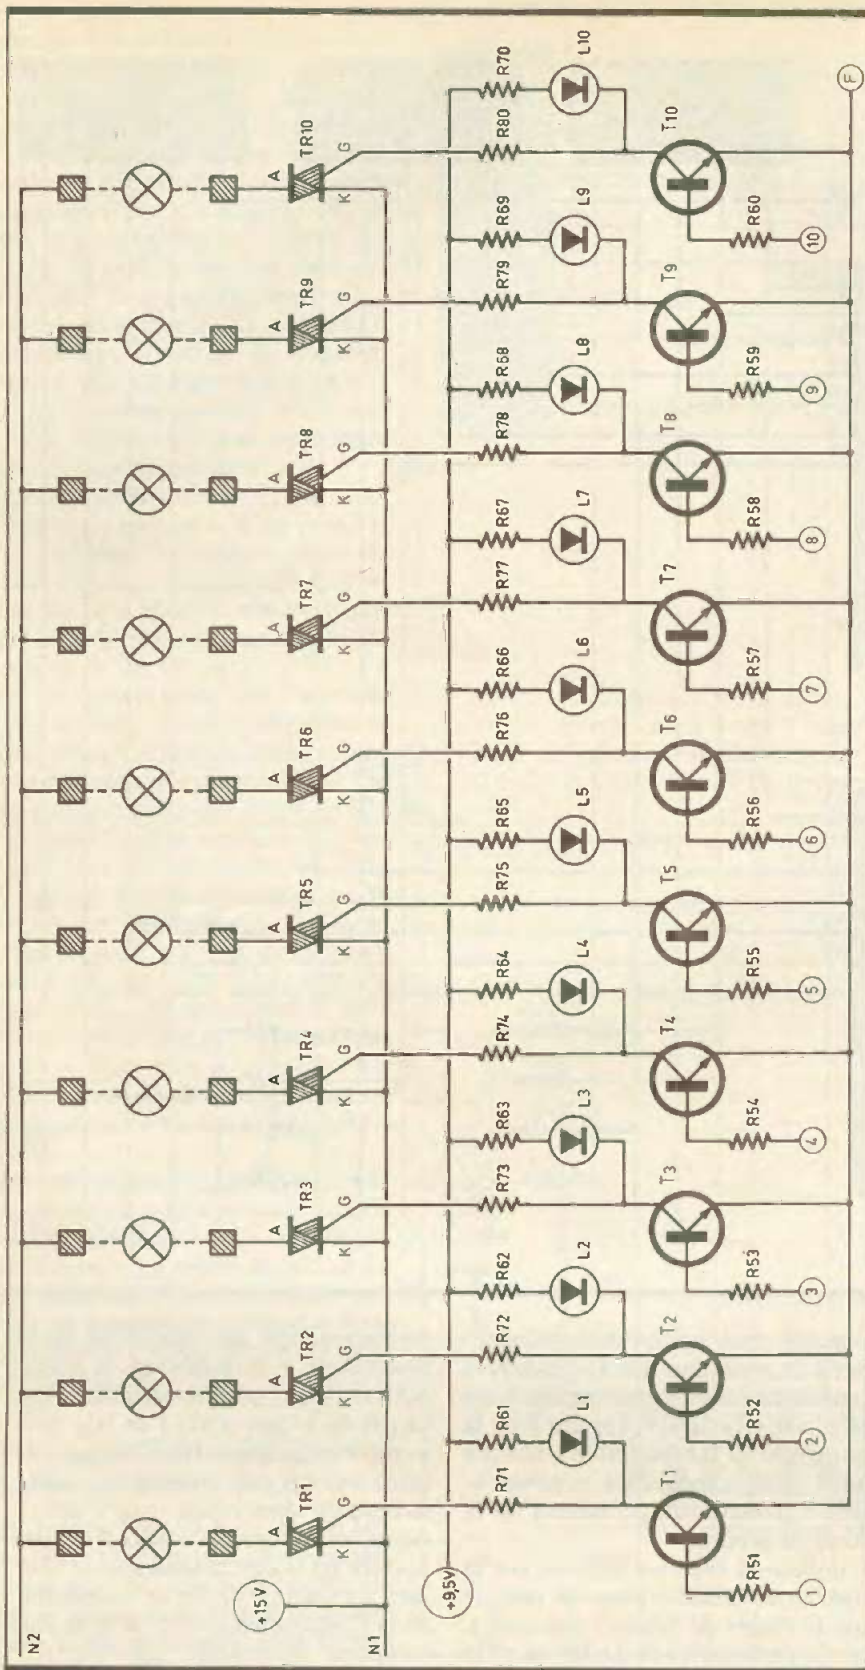 N2
+15V
N1
+9,5V
A A A A A A A A A A
TR1 TR2 TR3 TR4 TR5 TR6 TR7 TR8 TR9 TR10
K K K K K K K K K K
G G G G G G G G G G
R71 R61 R72 R62 R73 R63 R74 R64 R75 R65 R76 R66 R77 R67 R78 R68 R79 R69 R80 R70
L1 L2 L3 L4 L5 L6 L7 L8 L9 L10
T1 T2 T3 T4 T5 T6 T7 T8 T9 T10
R51 R52 R53 R54 R55 R56 R57 R58 R59 R60
1 2 3 4 5 6 7 8 9 10
F